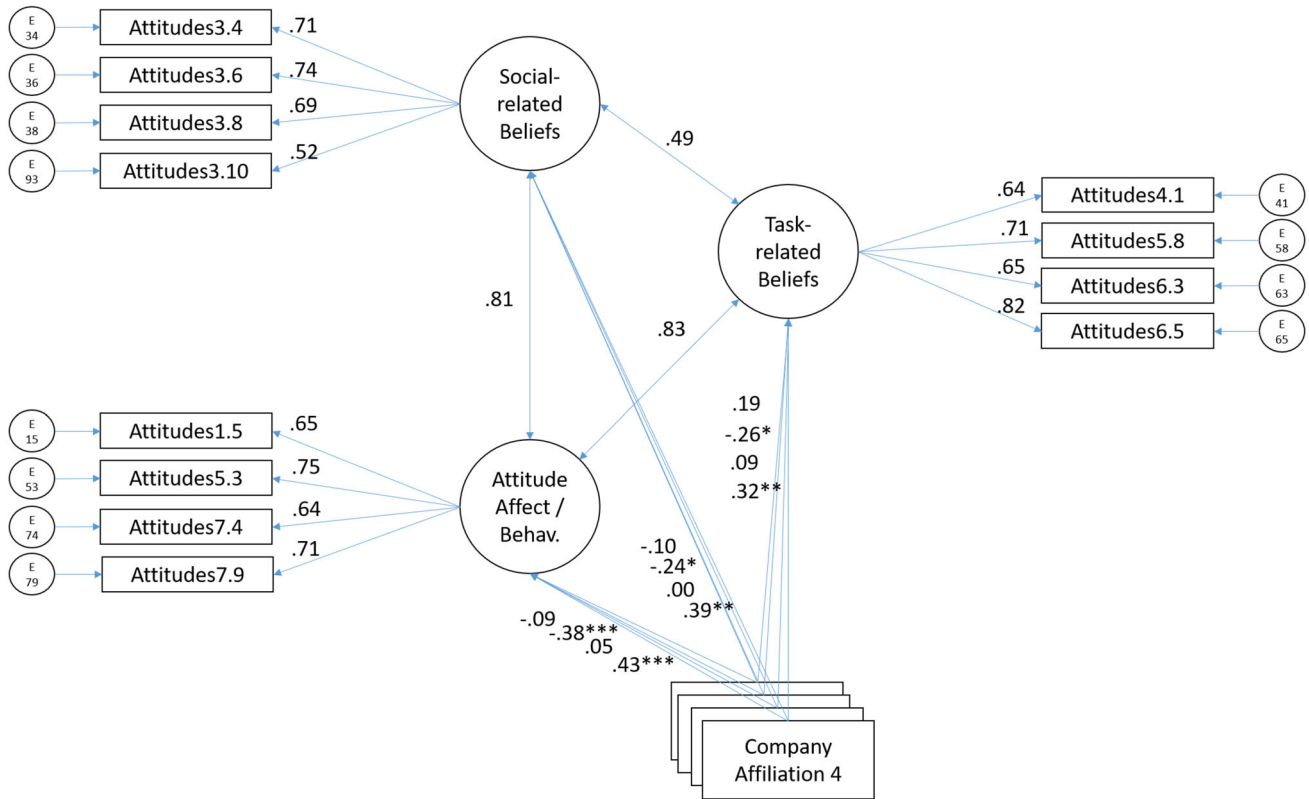 E
34
Attitudes3.4
.71
E
36
Attitudes3.6
.74
E
38
Attitudes3.8
.69
E
93
Attitudes3.10
.52
Social-
related
Beliefs
.49
Task-
related
Beliefs
.64
Attitudes4.1
E
41
.71
Attitudes5.8
E
58
.65
Attitudes6.3
E
63
.82
Attitudes6.5
E
65
.81
.83
E
15
Attitudes1.5
.65
E
53
Attitudes5.3
.75
E
74
Attitudes7.4
.64
E
79
Attitudes7.9
.71
Attitude
Affect /
Behav.
.19
-.26*
.09
.32**
-.10
-.24*
.00
.39**
-.09
-.38***
.05
.43***
Company
Affiliation 4